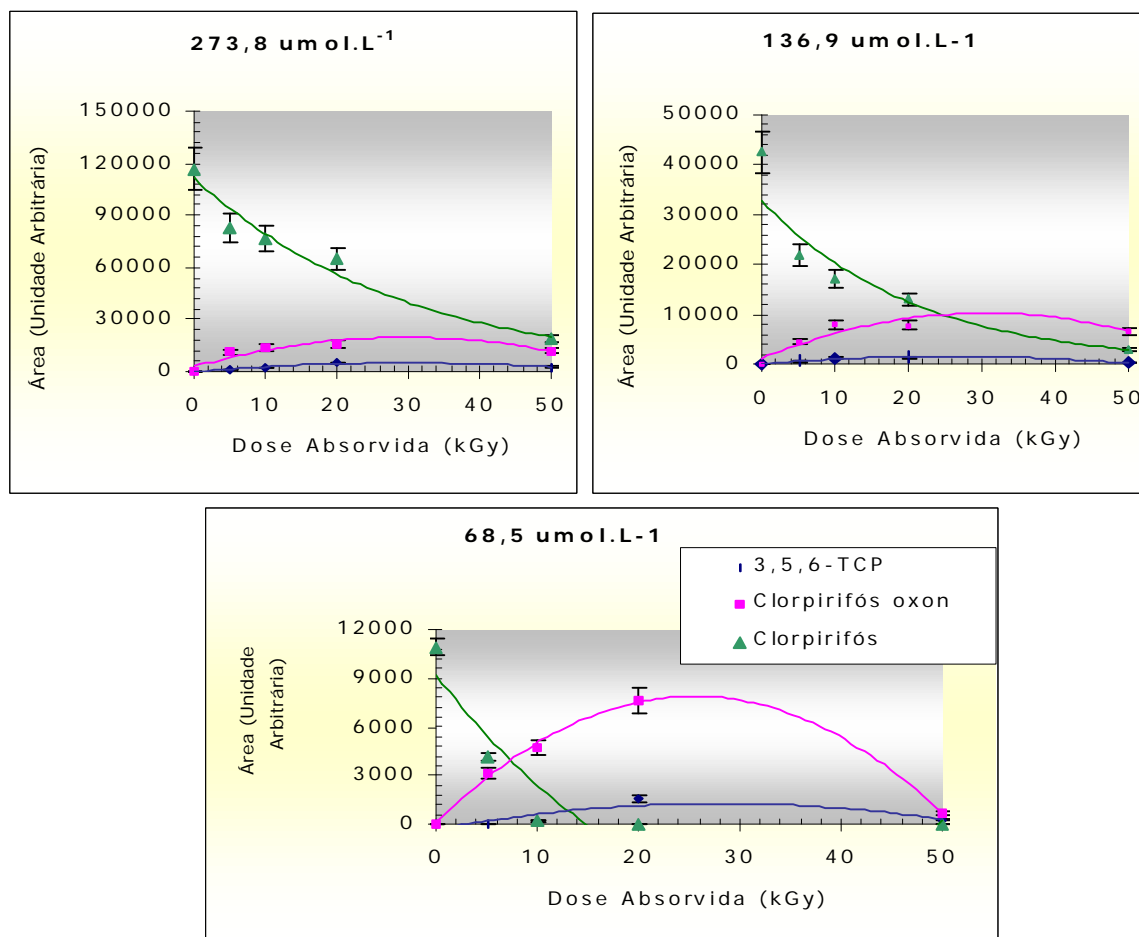 273,8 umol.L-1
150000
120000
90000
60000
30000
0
0 10 20 30 40 50
Área (Unidade Arbitrária)
Dose Absorvida (kGy)
136,9 umol.L-1
50000
40000
30000
20000
10000
0
0 10 20 30 40 50
Área (Unidade Arbitrária)
Dose Absorvida (kGy)
68,5 umol.L-1
3,5,6-TCP
Clorpirifós oxon
Clorpirifós
12000
9000
6000
3000
0
0 10 20 30 40 50
Área (Unidade
Arbitrária)
Dose Absorvida (kGy)